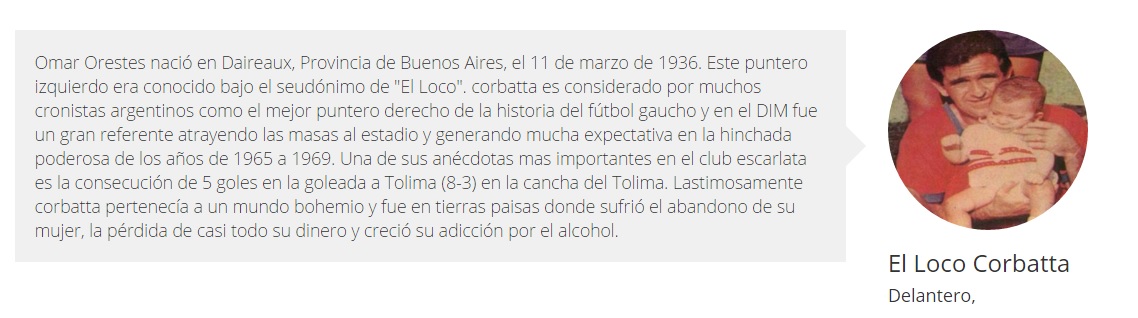 Omar Orestes nació en Daireaux, Provincia de Buenos Aires, el 11 de marzo de 1936. Este puntero
izquierdo era conocido bajo el seudónimo de "El Loco". corbatta es considerado por muchos
cronistas argentinos como el mejor puntero derecho de la historia del fútbol gaucho y en el DIM fue
un gran referente atrayendo las masas al estadio y generando mucha expectativa en la hinchada
poderosa de los años de 1965 a 1969. Una de sus anécdotas mas importantes en el club escarlata
es la consecución de 5 goles en la goleada a Tolima (8-3) en la cancha del Tolima. Lastimosamente
corbatta pertenecía a un mundo bohemio y fue en tierras paisas donde sufrió el abandono de su
mujer, la pérdida de casi todo su dinero y creció su adicción por el alcohol.
El Loco Corbatta
Delantero,